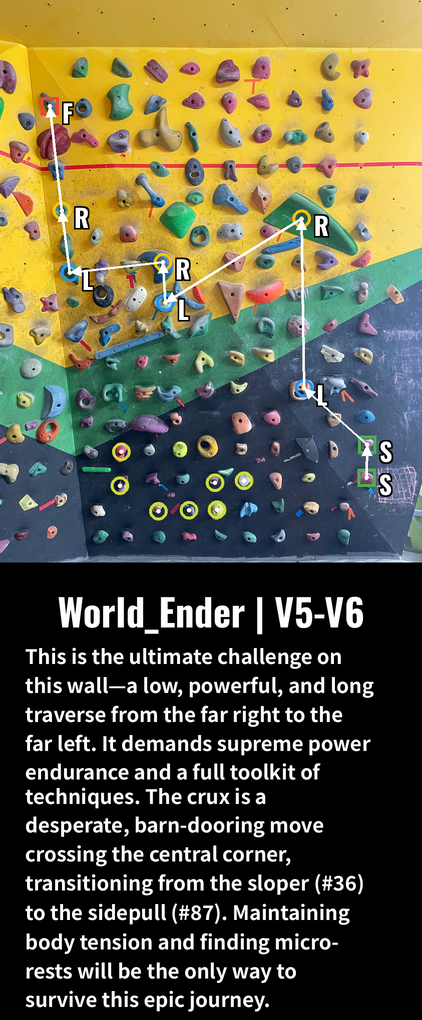 F
R
L
R
L
R
L
S
S
World_Ender | V5-V6
This is the ultimate challenge on
this wall—a low, powerful, and long
traverse from the far right to the
far left. It demands supreme power
endurance and a full toolkit of
techniques. The crux is a
desperate, barn-dooring move
crossing the central corner,
transitioning from the sloper (#36)
to the sidepull (#87). Maintaining
body tension and finding micro-
rests will be the only way to
survive this epic journey.